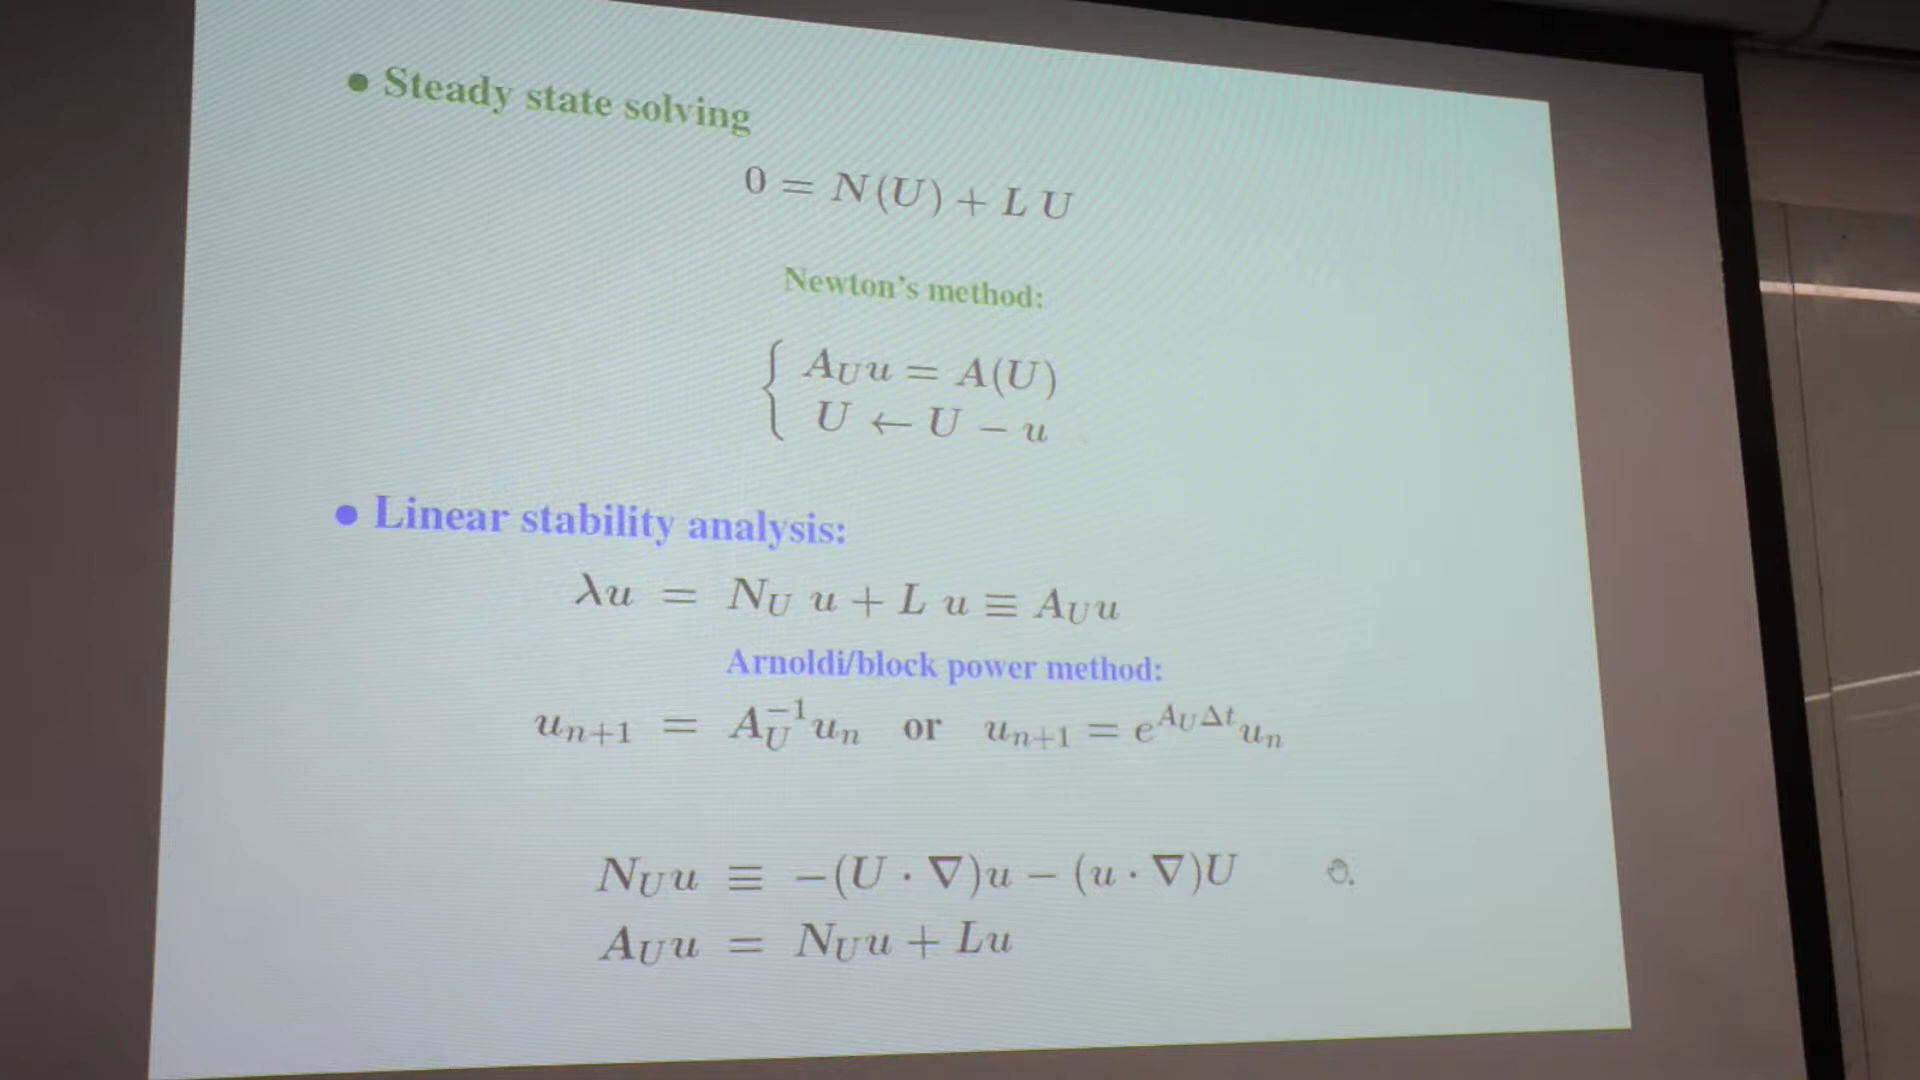 • Steady state solving
0 = N(U) + L U
Newton's method:
{ A_U u = A(U)
U ← U − u
• Linear stability analysis:
λu = N_U u + L u ≡ A_U u
Arnoldi/block power method:
u_{n+1} = A_U^{−1} u_n or u_{n+1} = e^{A_U Δt} u_n
N_U u ≡ −(U · ∇)u − (u · ∇)U
A_U u = N_U u + Lu